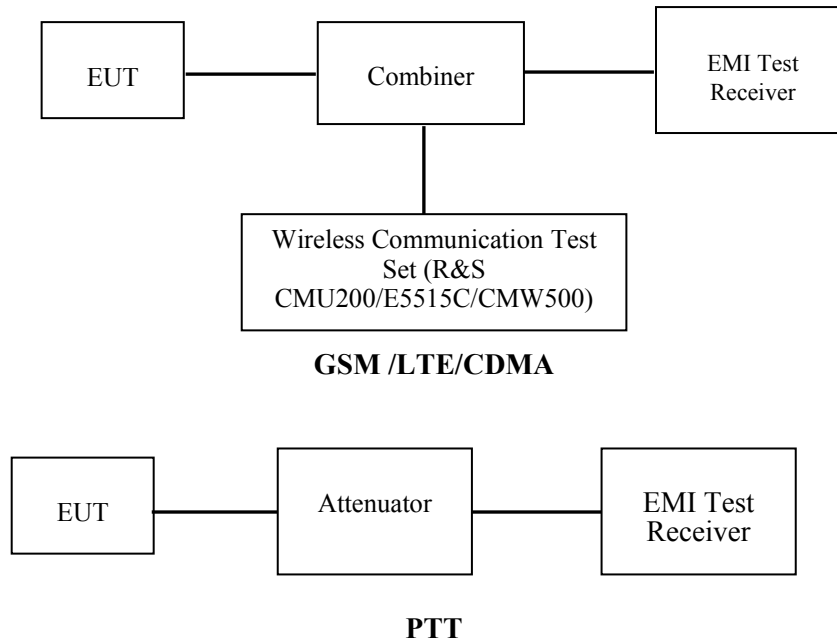 EUT
Combiner
EMI Test
Receiver
Wireless Communication Test
Set (R&S
CMU200/E5515C/CMW500)
GSM /LTE/CDMA
EUT
Attenuator
EMI Test
Receiver
PTT